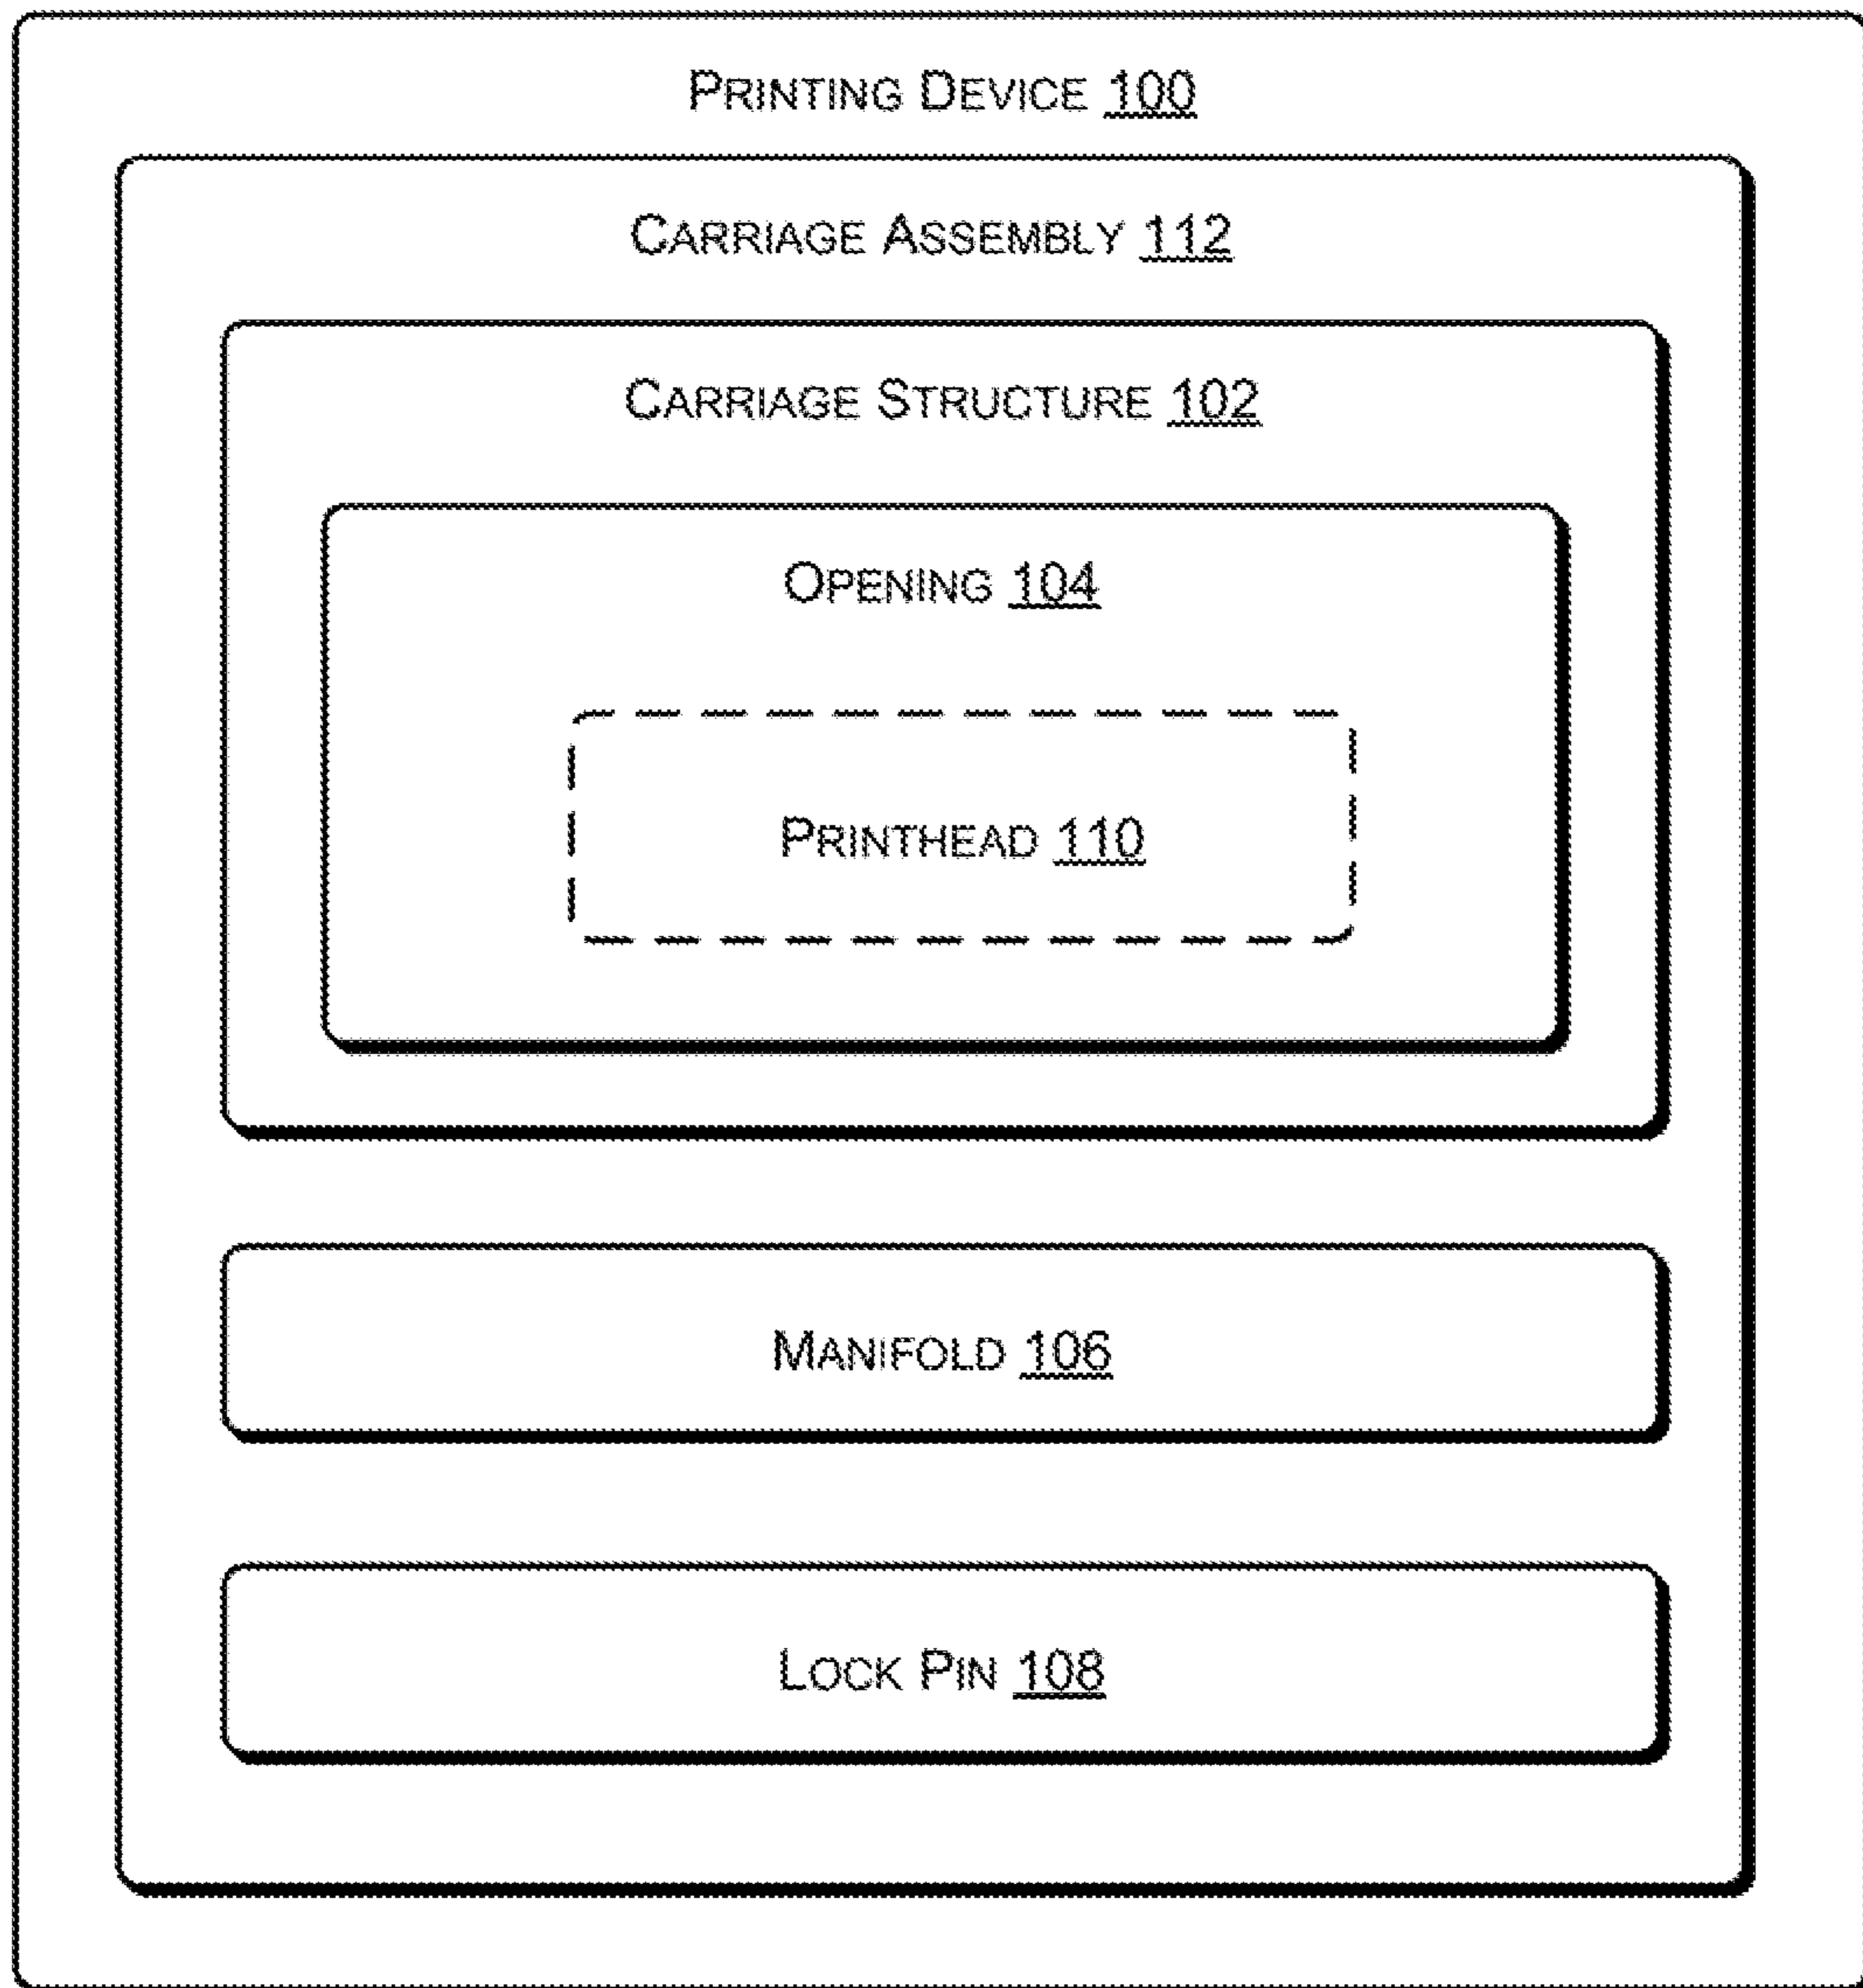 Printing Device 100
Carriage Assembly 112
Carriage Structure 102
Opening 104
Printhead 110
Manifold 106
Lock Pin 108